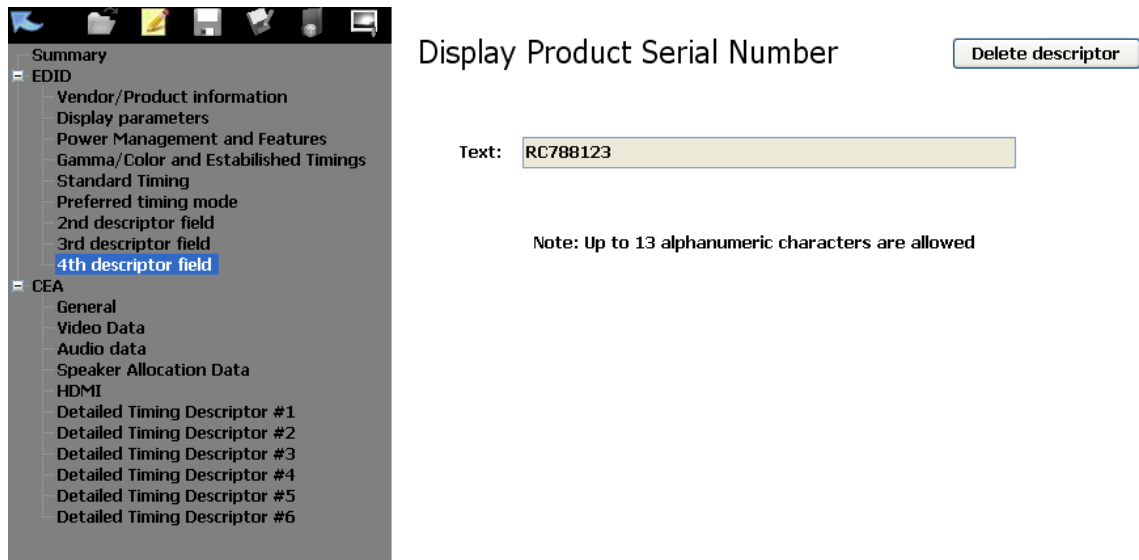 Summary
EDID
Vendor/Product information
Display parameters
Power Management and Features
Gamma/Color and Estabilished Timings
Standard Timing
Preferred timing mode
2nd descriptor field
3rd descriptor field
4th descriptor field
CEA
General
Video Data
Audio data
Speaker Allocation Data
HDMI
Detailed Timing Descriptor #1
Detailed Timing Descriptor #2
Detailed Timing Descriptor #3
Detailed Timing Descriptor #4
Detailed Timing Descriptor #5
Detailed Timing Descriptor #6
Display Product Serial Number
Delete descriptor
Text: RC788123
Note: Up to 13 alphanumeric characters are allowed